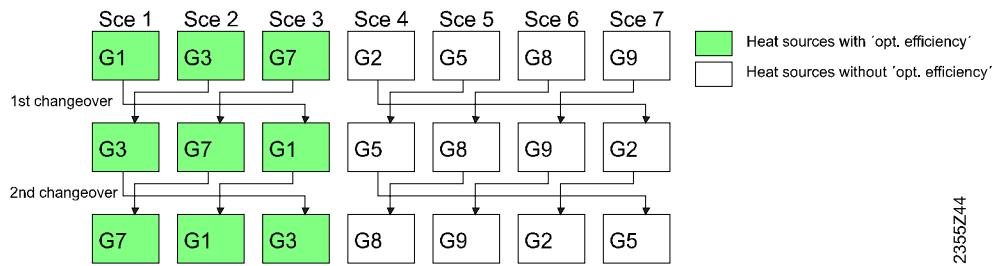 Sce 1 Sce 2 Sce 3 Sce 4 Sce 5 Sce 6 Sce 7
G1 G3 G7 G2 G5 G8 G9
Heat sources with ´opt. efficiency´
Heat sources without ´opt. efficiency´
1st changeover
G3 G7 G1 G5 G8 G9 G2
2nd changeover
G7 G1 G3 G8 G9 G2 G5
2355Z44